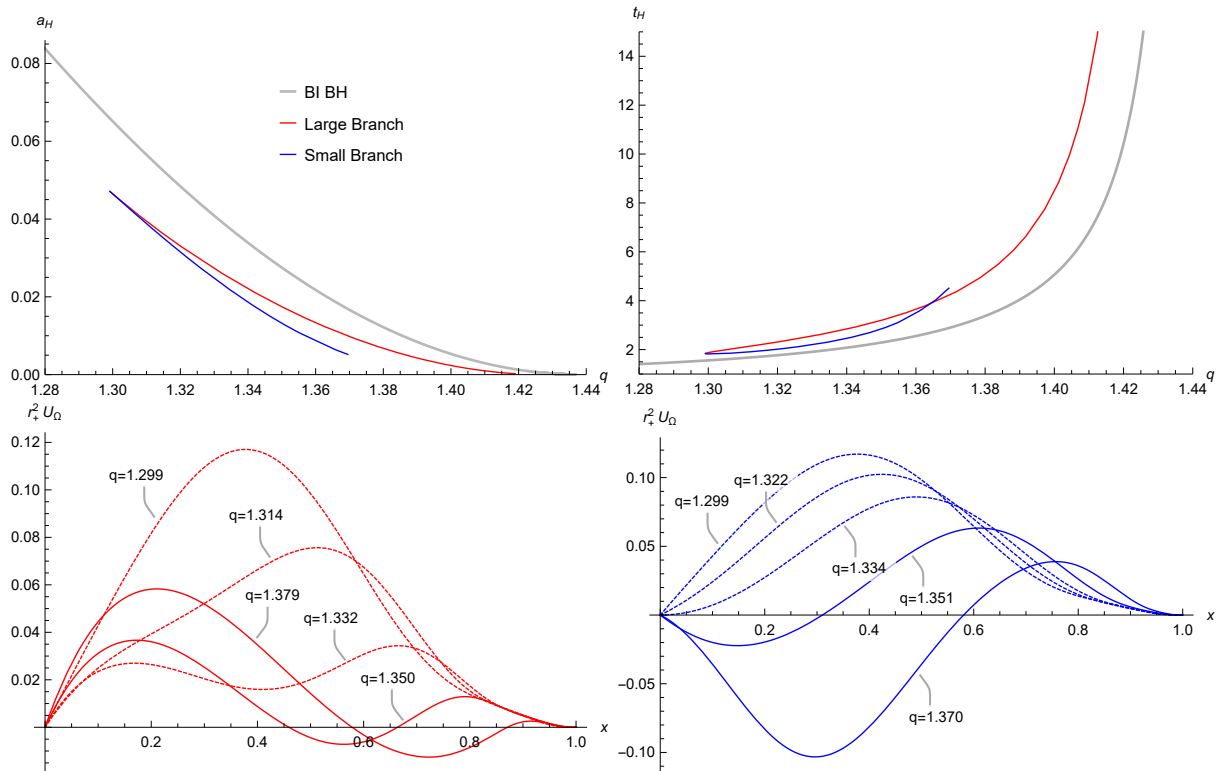 a_H
0.08
0.06
0.04
0.02
0.00
1.28 1.30 1.32 1.34 1.36 1.38 1.40 1.42 1.44
q
BI BH
Large Branch
Small Branch
t_H
14
12
10
8
6
4
2
1.28 1.30 1.32 1.34 1.36 1.38 1.40 1.42 1.44
q
r_+^2 U_Ω
0.12
0.10
0.08
0.06
0.04
0.02
0.2 0.4 0.6 0.8 1.0
x
q=1.299
q=1.314
q=1.379
q=1.332
q=1.350
r_+^2 U_Ω
0.10
0.05
-0.05
-0.10
0.2 0.4 0.6 0.8 1.0
x
q=1.322
q=1.299
q=1.334
q=1.351
q=1.370